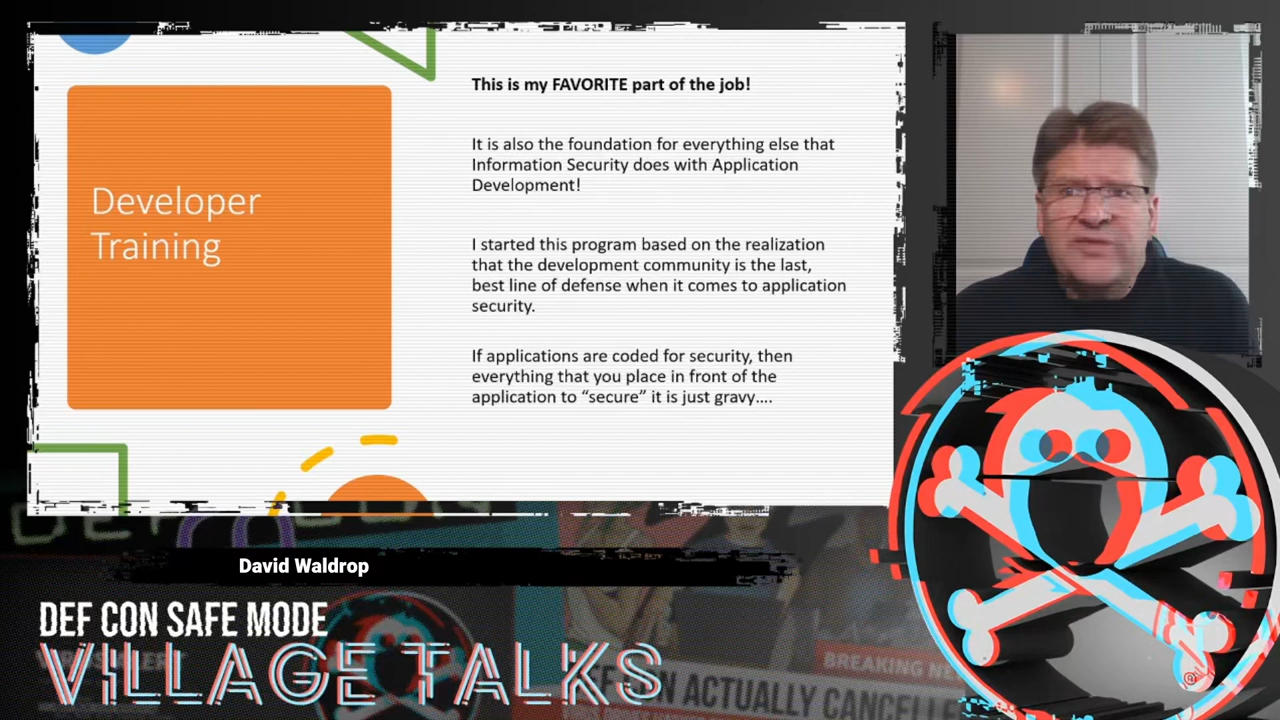 This is my FAVORITE part of the job!
It is also the foundation for everything else that
Information Security does with Application
Development!
Developer
Training
I started this program based on the realization
that the development community is the last,
best line of defense when it comes to application
security.
If applications are coded for security, then
everything that you place in front of the
application to “secure” it is just gravy....
DEF CON
David Waldrop
DEF CON SAFE MODE
VILLAGE TALKS
BREAKING NE
ACTUALLY CANCELLE